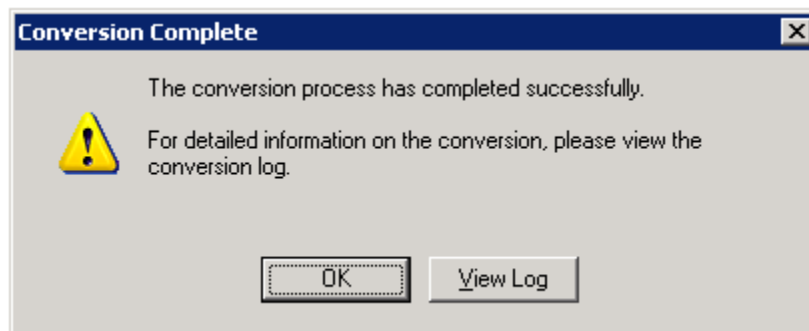 Conversion Complete
The conversion process has completed successfully.
For detailed information on the conversion, please view the
conversion log.
OK
View Log